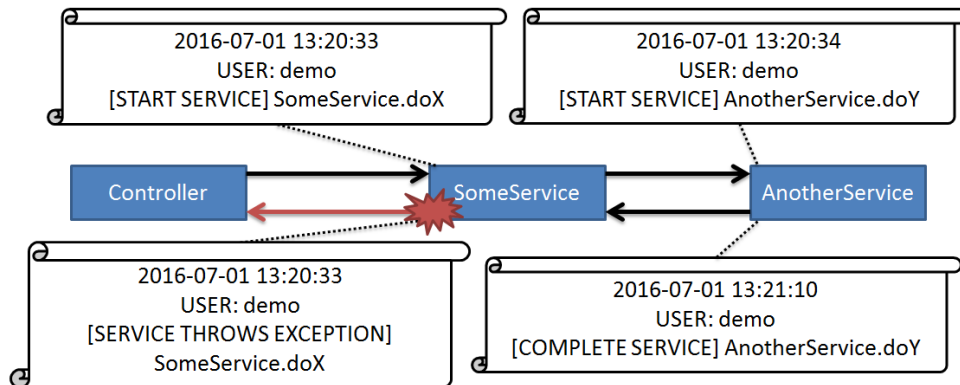 2016-07-01 13:20:33
USER: demo
[START SERVICE] SomeService.doX
2016-07-01 13:20:34
USER: demo
[START SERVICE] AnotherService.doY
Controller
SomeService
AnotherService
2016-07-01 13:20:33
USER: demo
[SERVICE THROWS EXCEPTION]
SomeService.doX
2016-07-01 13:21:10
USER: demo
[COMPLETE SERVICE] AnotherService.doY